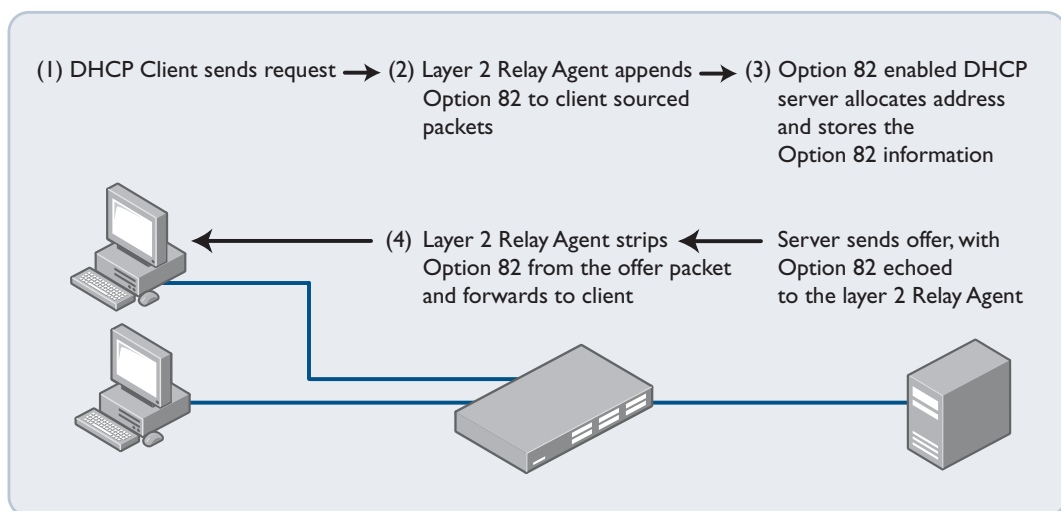 (1) DHCP Client sends request
(2) Layer 2 Relay Agent appends
Option 82 to client sourced
packets
(3) Option 82 enabled DHCP
server allocates address
and stores the
Option 82 information
Server sends offer, with
Option 82 echoed
to the layer 2 Relay Agent
(4) Layer 2 Relay Agent strips
Option 82 from the offer packet
and forwards to client